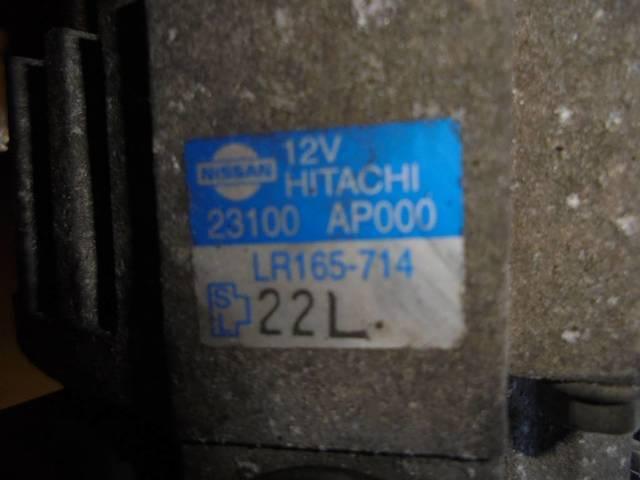 NISSAN 12V
HITACHI
23100 AP000
LR165-714
S
L 22L.